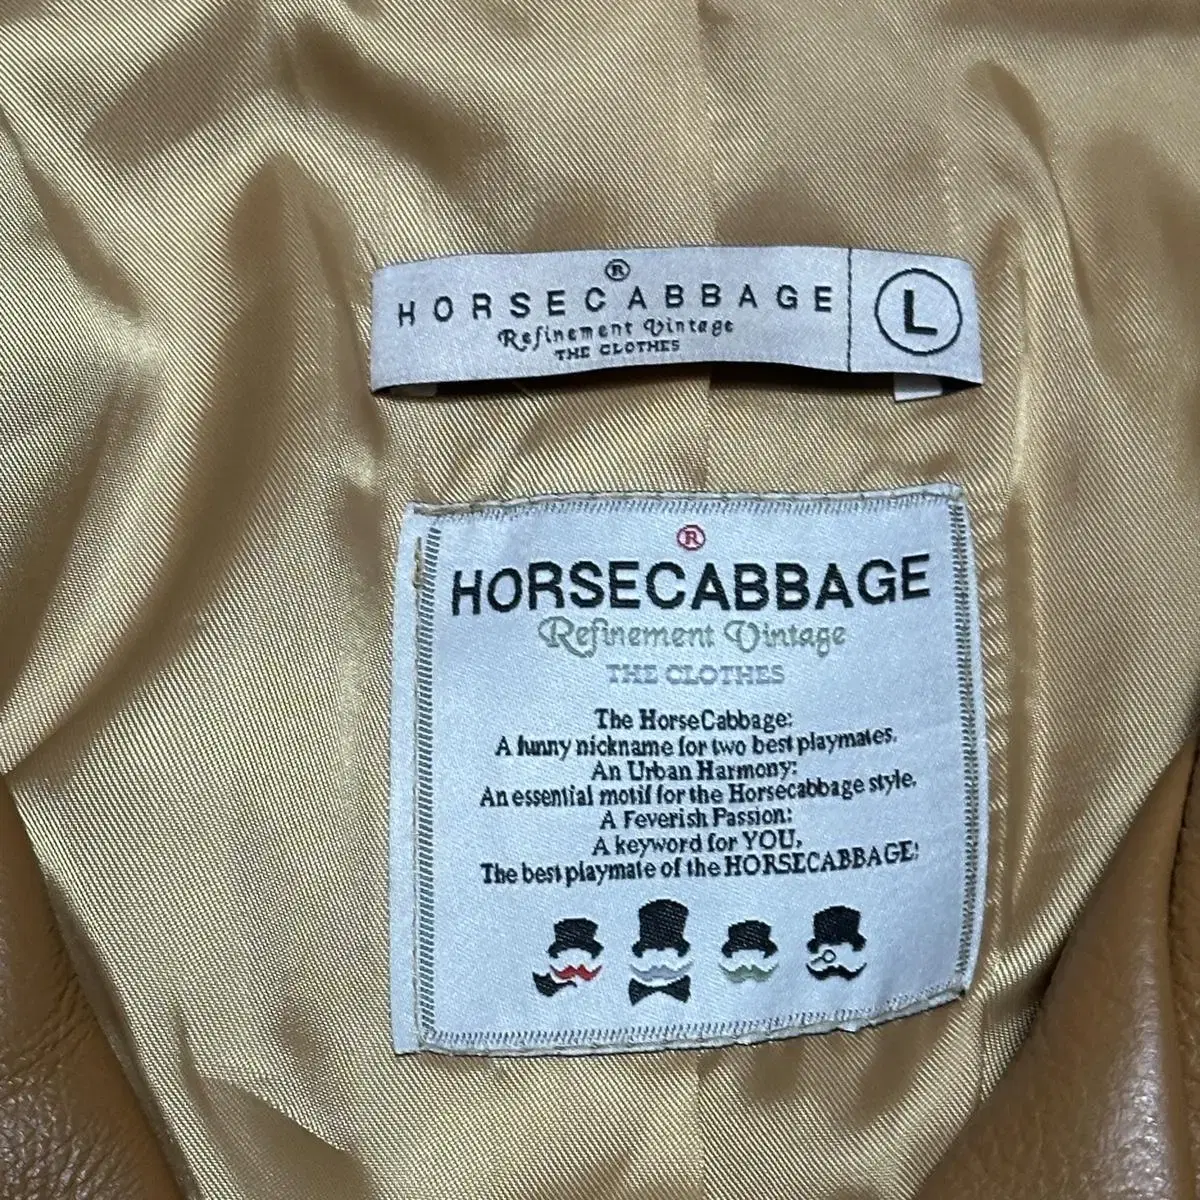 ®
HORSECABBAGE
Refinement Vintage
THE CLOTHES
L
®
HORSECABBAGE
Refinement Vintage
THE CLOTHES
The HorseCabbage:
A funny nickname for two best playmates.
An Urban Harmony:
An essential motif for the Horsecabbage style.
A Feverish Passion:
A keyword for YOU,
The best playmate of the HORSECABBAGE!